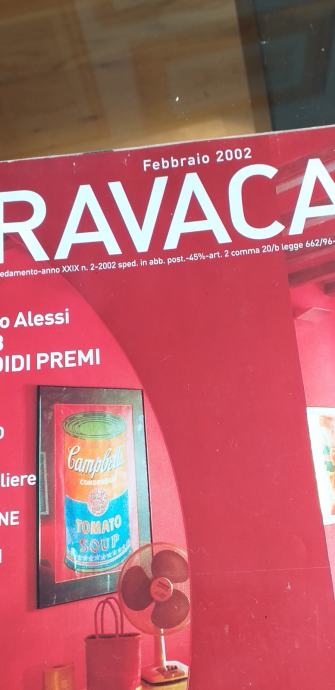 Febbraio 2002
RAVACA
edamento-anno XXIX n. 2-2002 sped. in abb. post.-45%-art. 2 comma 20/b legge 662/96-
o Alessi
DIDI PREMI
O
liere
NE
I
Campbell's
CONDENSED
TOMATO
SOUP